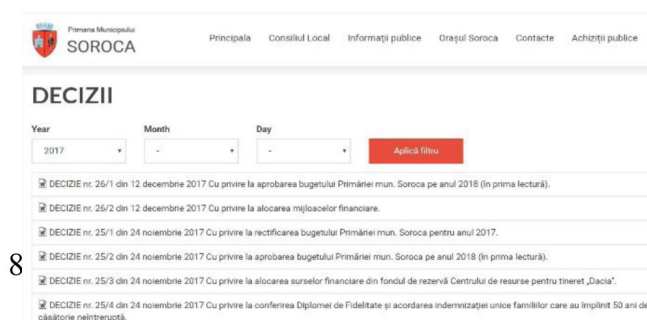 Primaria Municipiului
SOROCA
Principala Consiliul Local Informații publice Orașul Soroca Contacte Achiziții publice
DECIZII
Year Month Day
2017 - - Aplică filtru
DECIZIE nr. 26/1 din 12 decembrie 2017 Cu privire la aprobarea bugetului Primăriei mun. Soroca pe anul 2018 (în prima lectură).
DECIZIE nr. 26/2 din 12 decembrie 2017 Cu privire la alocarea mijloacelor financiare.
DECIZIE nr. 25/1 din 24 noiembrie 2017 Cu privire la rectificarea bugetului Primăriei mun. Soroca pentru anul 2017.
8
DECIZIE nr. 25/2 din 24 noiembrie 2017 Cu privire la aprobarea bugetului Primăriei mun. Soroca pe anul 2018 (în prima lectură).
DECIZIE nr. 25/3 din 24 noiembrie 2017 Cu privire la alocarea surselor financiare din fondul de rezervă Centrului de resurse pentru tineret „Dacia".
DECIZIE nr. 25/4 din 24 noiembrie 2017 Cu privire la conferirea Diplomei de Fidelitate și acordarea indemnizației unice familiilor care au împlinit 50 ani de
căsătorie neîntreruptă.